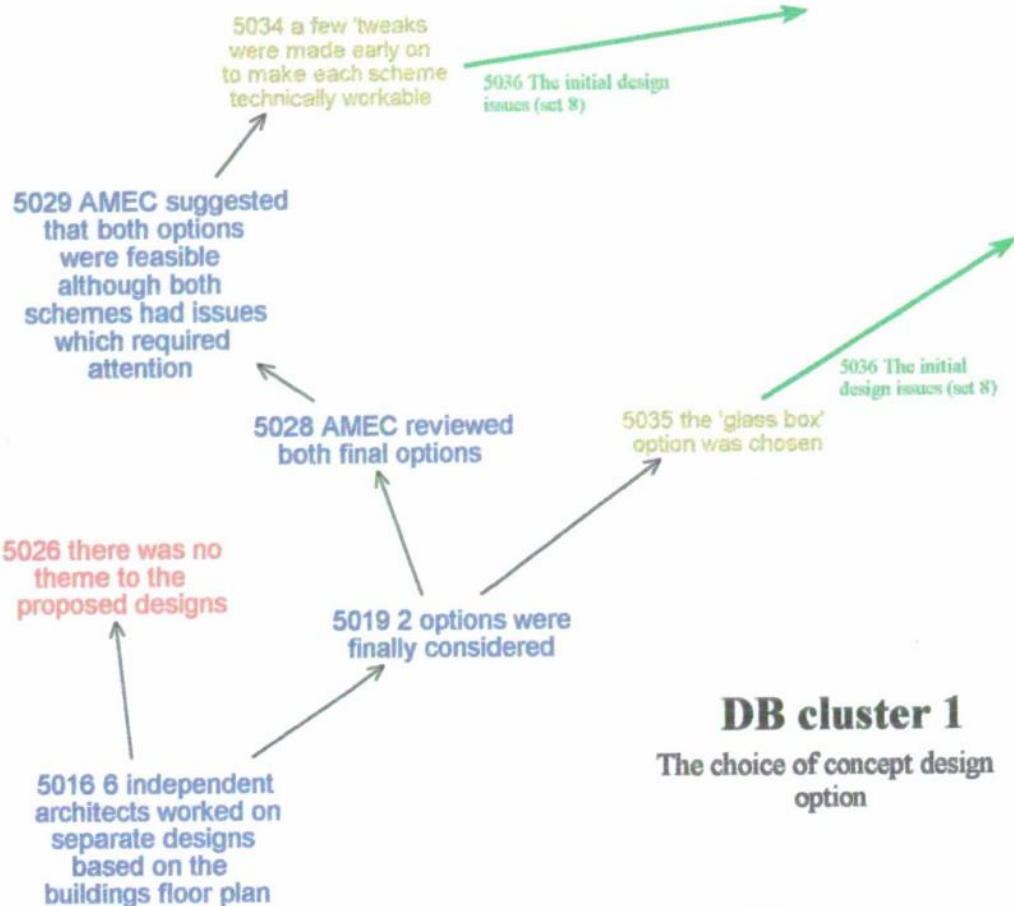 5034 a few 'tweaks
were made early on
to make each scheme
technically workable
5036 The initial design
issues (set 8)
5029 AMEC suggested
that both options
were feasible
although both
schemes had issues
which required
attention
5036 The initial
design issues (set 8)
5028 AMEC reviewed
both final options
5035 the 'glass box'
option was chosen
5026 there was no
theme to the
proposed designs
5019 2 options were
finally considered
DB cluster 1
The choice of concept design
option
5016 6 independent
architects worked on
separate designs
based on the
buildings floor plan